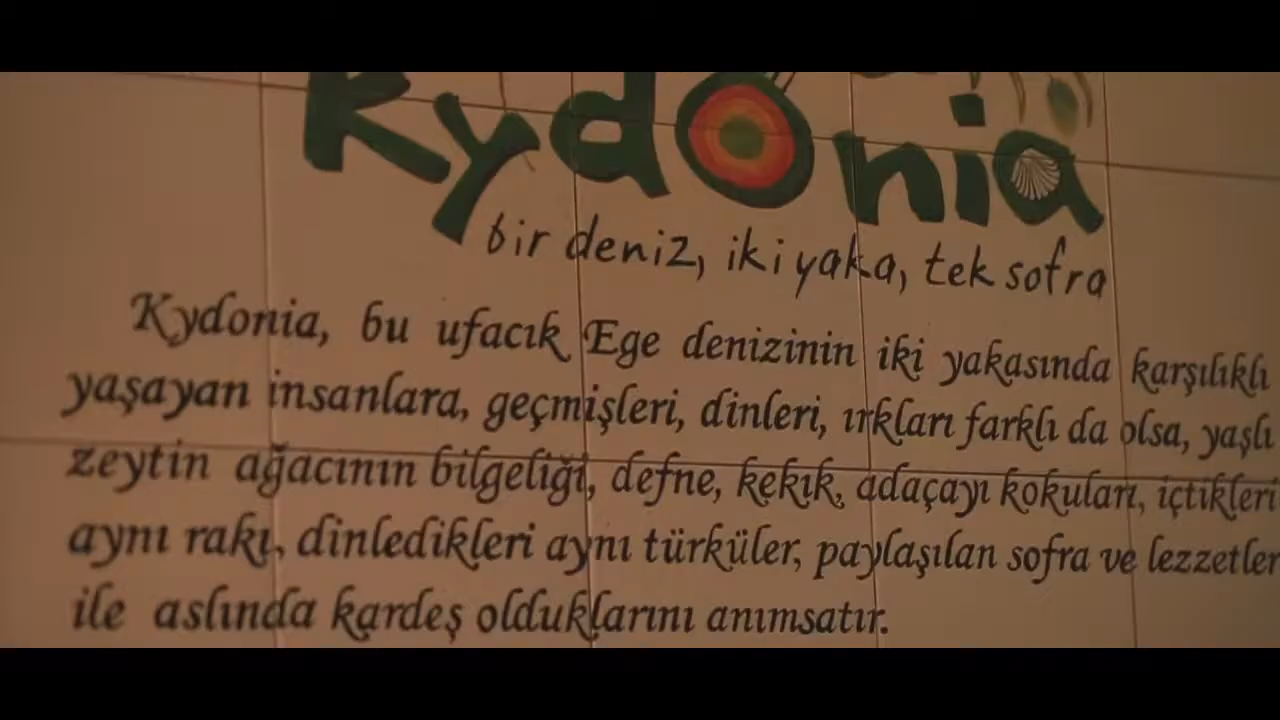 Kydonia
bir deniz, iki yaka, tek sofra
Kydonia, bu ufacık Ege denizinin iki yakasında karşılıklı
yaşayan insanlara, geçmişleri, dinleri, ırkları farklı da olsa, yaşlı
zeytin ağacının bilgeliği, defne, kekik, adaçayı kokuları, içtikleri
aynı rakı, dinledikleri aynı türküler, paylaşılan sofra ve lezzetler
ile aslında kardeş olduklarını anımsatır.